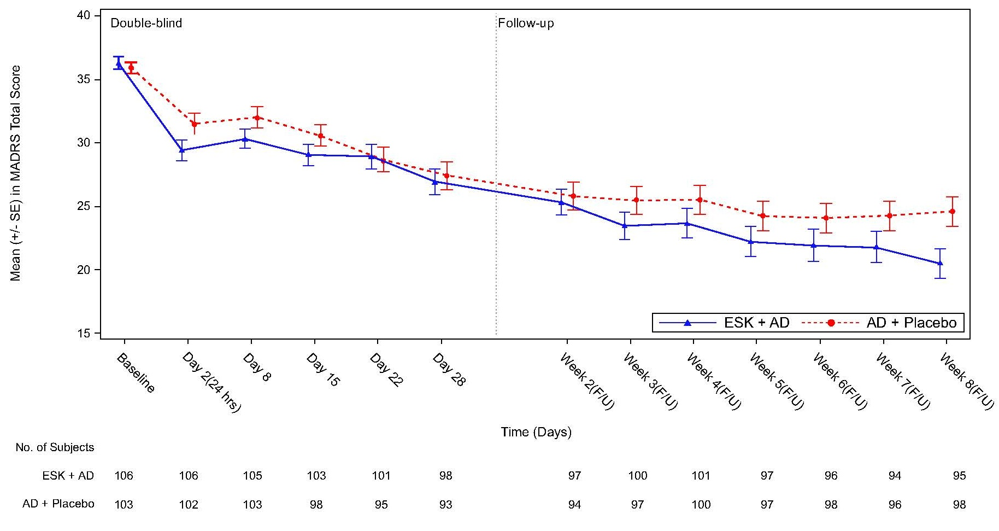 Mean (+/- SE) in MADRS Total Score
40
35
30
25
20
15
Double-blind
Follow-up
ESK + AD
AD + Placebo
Baseline
Day 2(24 hrs)
Day 8
Day 15
Day 22
Day 28
Week 2(F/U)
Week 3(F/U)
Week 4(F/U)
Week 5(F/U)
Week 6(F/U)
Week 7(F/U)
Week 8(F/U)
Time (Days)
No. of Subjects
ESK + AD 106 106 105 103 101 98 97 100 101 97 96 94 95
AD + Placebo 103 102 103 98 95 93 94 97 100 97 98 96 98